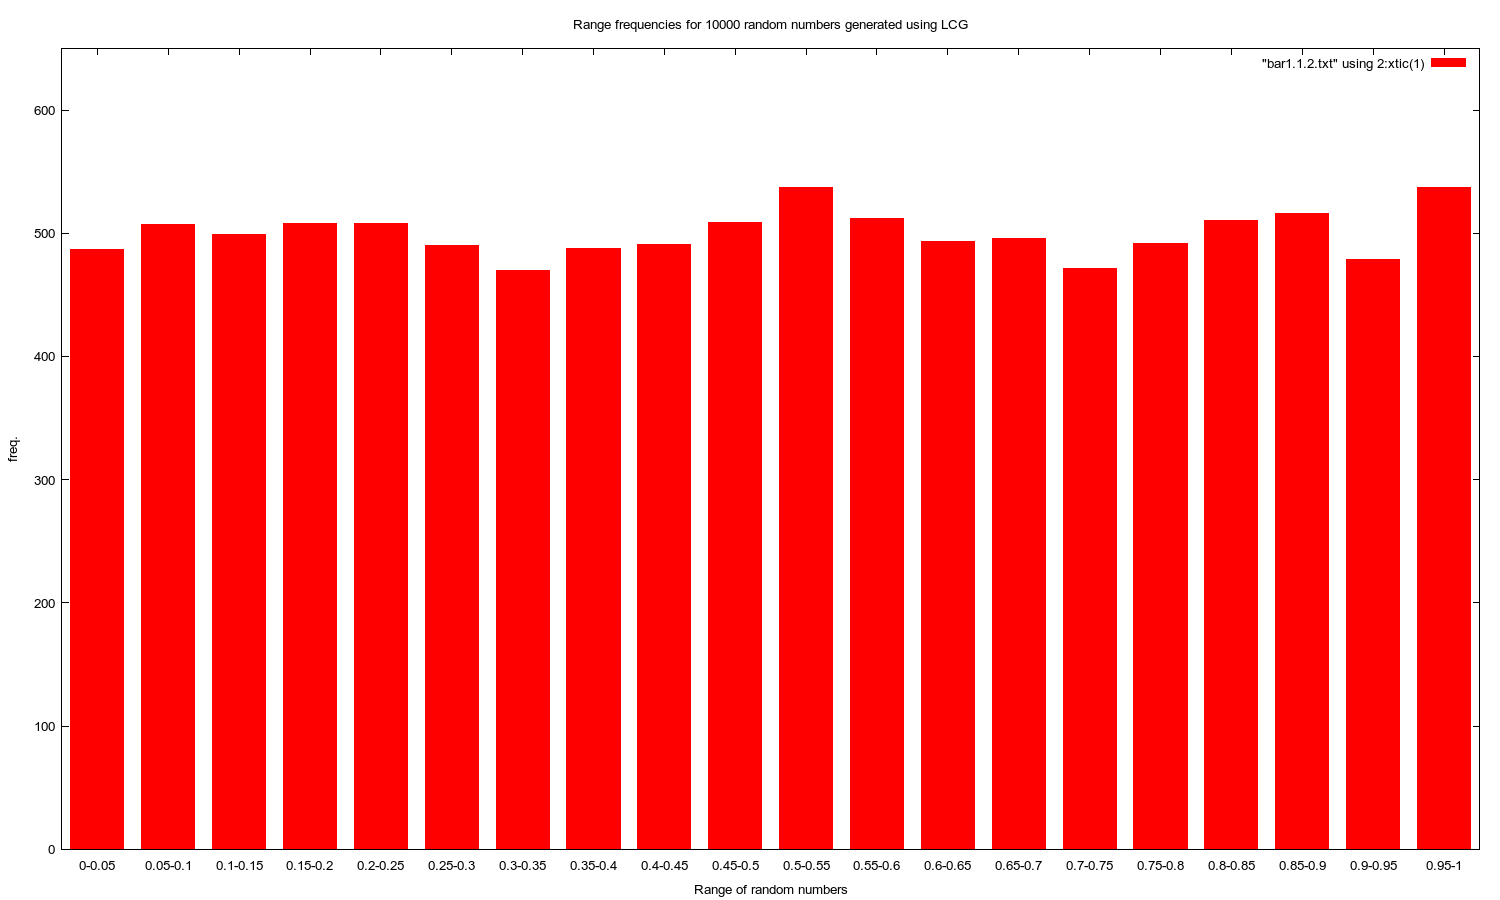 Range frequencies for 10000 random numbers generated using LCG
"bar1.1.2.txt" using 2:xtic(1)
600
500
400
300
200
100
0
freq.
0-0.05 0.05-0.1 0.1-0.15 0.15-0.2 0.2-0.25 0.25-0.3 0.3-0.35 0.35-0.4 0.4-0.45 0.45-0.5 0.5-0.55 0.55-0.6 0.6-0.65 0.65-0.7 0.7-0.75 0.75-0.8 0.8-0.85 0.85-0.9 0.9-0.95 0.95-1
Range of random numbers